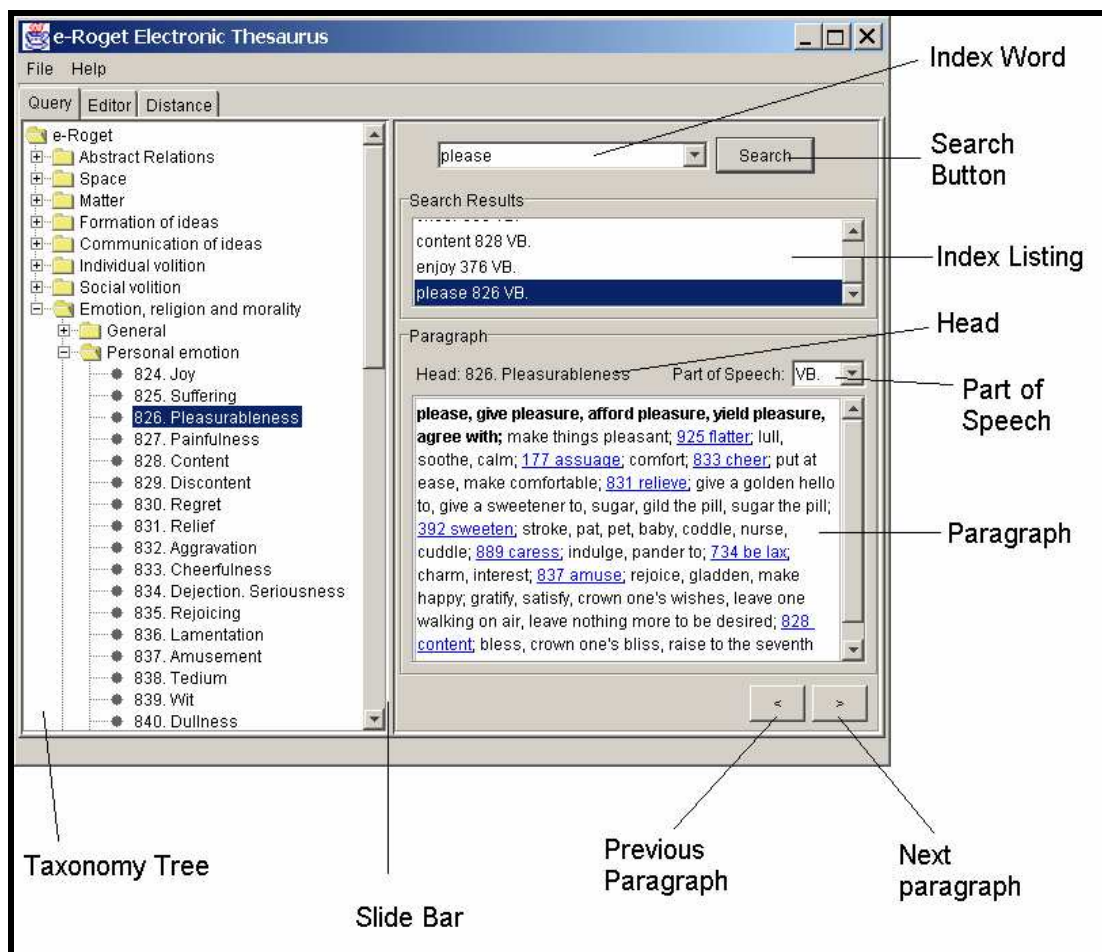 e-Roget Electronic Thesaurus
File Help
Query Editor Distance
e-Roget
Abstract Relations
Space
Matter
Formation of ideas
Communication of ideas
Individual volition
Social volition
Emotion, religion and morality
General
Personal emotion
824. Joy
825. Suffering
826. Pleasurableness
827. Painfulness
828. Content
829. Discontent
830. Regret
831. Relief
832. Aggravation
833. Cheerfulness
834. Dejection. Seriousness
835. Rejoicing
836. Lamentation
837. Amusement
838. Tedium
839. Wit
840. Dullness
please
Search
Search Results
content 828 VB.
enjoy 376 VB.
please 826 VB.
Paragraph
Head: 826. Pleasurableness Part of Speech: VB.
please, give pleasure, afford pleasure, yield pleasure,
agree with; make things pleasant; 925 flatter; lull,
soothe, calm; 177 assuage; comfort; 833 cheer; put at
ease, make comfortable; 831 relieve; give a golden hello
to, give a sweetener to, sugar, gild the pill, sugar the pill;
392 sweeten; stroke, pat, pet, baby, coddle, nurse,
cuddle; 889 caress; indulge, pander to; 734 be lax;
charm, interest; 837 amuse; rejoice, gladden, make
happy; gratify, satisfy, crown one's wishes, leave one
walking on air, leave nothing more to be desired; 828
content; bless, crown one's bliss, raise to the seventh
< >
Index Word
Search
Button
Index Listing
Head
Part of
Speech
Paragraph
Taxonomy Tree
Slide Bar
Previous
Paragraph
Next
paragraph